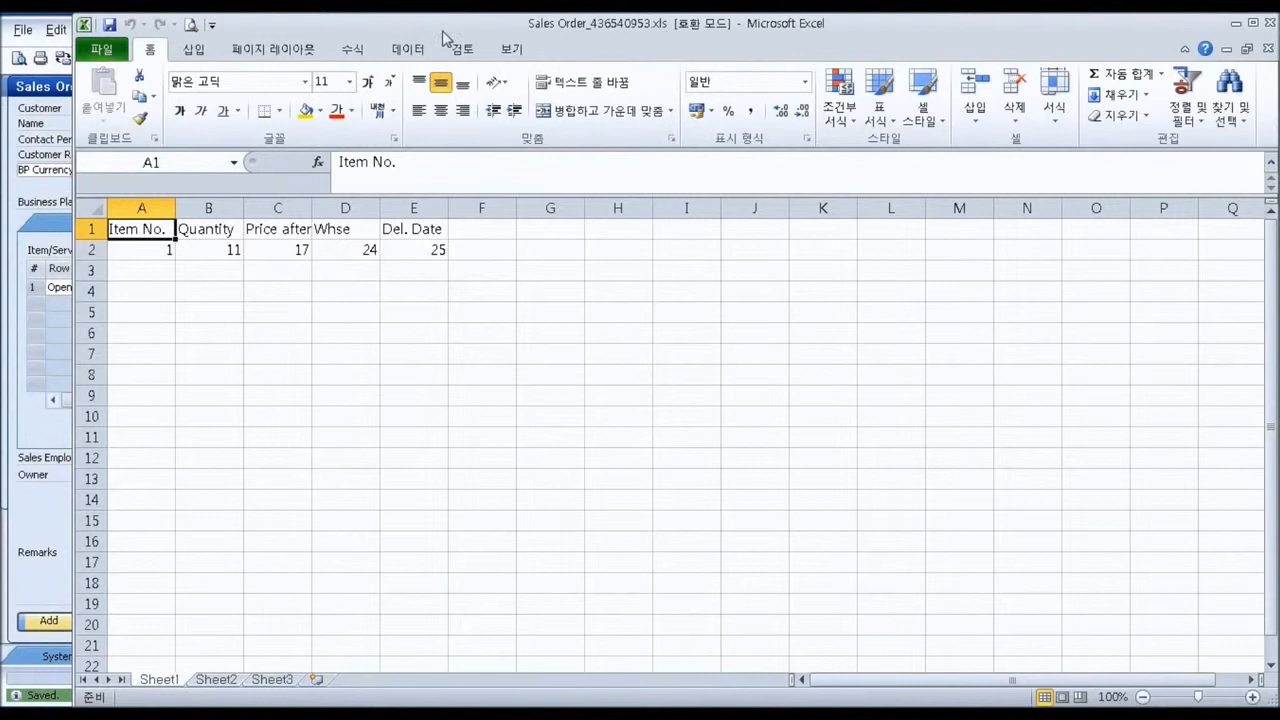 Sales Order_436540953.xls [호환 모드] - Microsoft Excel
File Edit
파일 홈 삽입 페이지 레이아웃 수식 데이터 검토 보기
맑은 고딕 11 텍스트 줄 바꿈 일반 자동 합계
붙여넣기 가 가 가 가 병합하고 가운데 맞춤 % , 조건부 서식 표 서식 셀 스타일 삽입 삭제 서식 채우기 지우기 정렬 및 필터 찾기 및 선택
클립보드 글꼴 맞춤 표시 형식 스타일 셀 편집
A1 fx Item No.
A B C D E F G H I J K L M N O P Q
1 Item No. Quantity Price after Whse Del. Date
2 1 11 17 24 25
3
4
5
6
7
8
9
10
11
12
13
14
15
16
17
18
19
20
21
22
Sheet1 Sheet2 Sheet3
준비 100%
Sales Or
Customer
Name
Contact Per
Customer R
BP Currency
Business Pla
Item/Serv
# Row
1 Open
Sales Emplo
Owner
Remarks
Add
System
Saved.